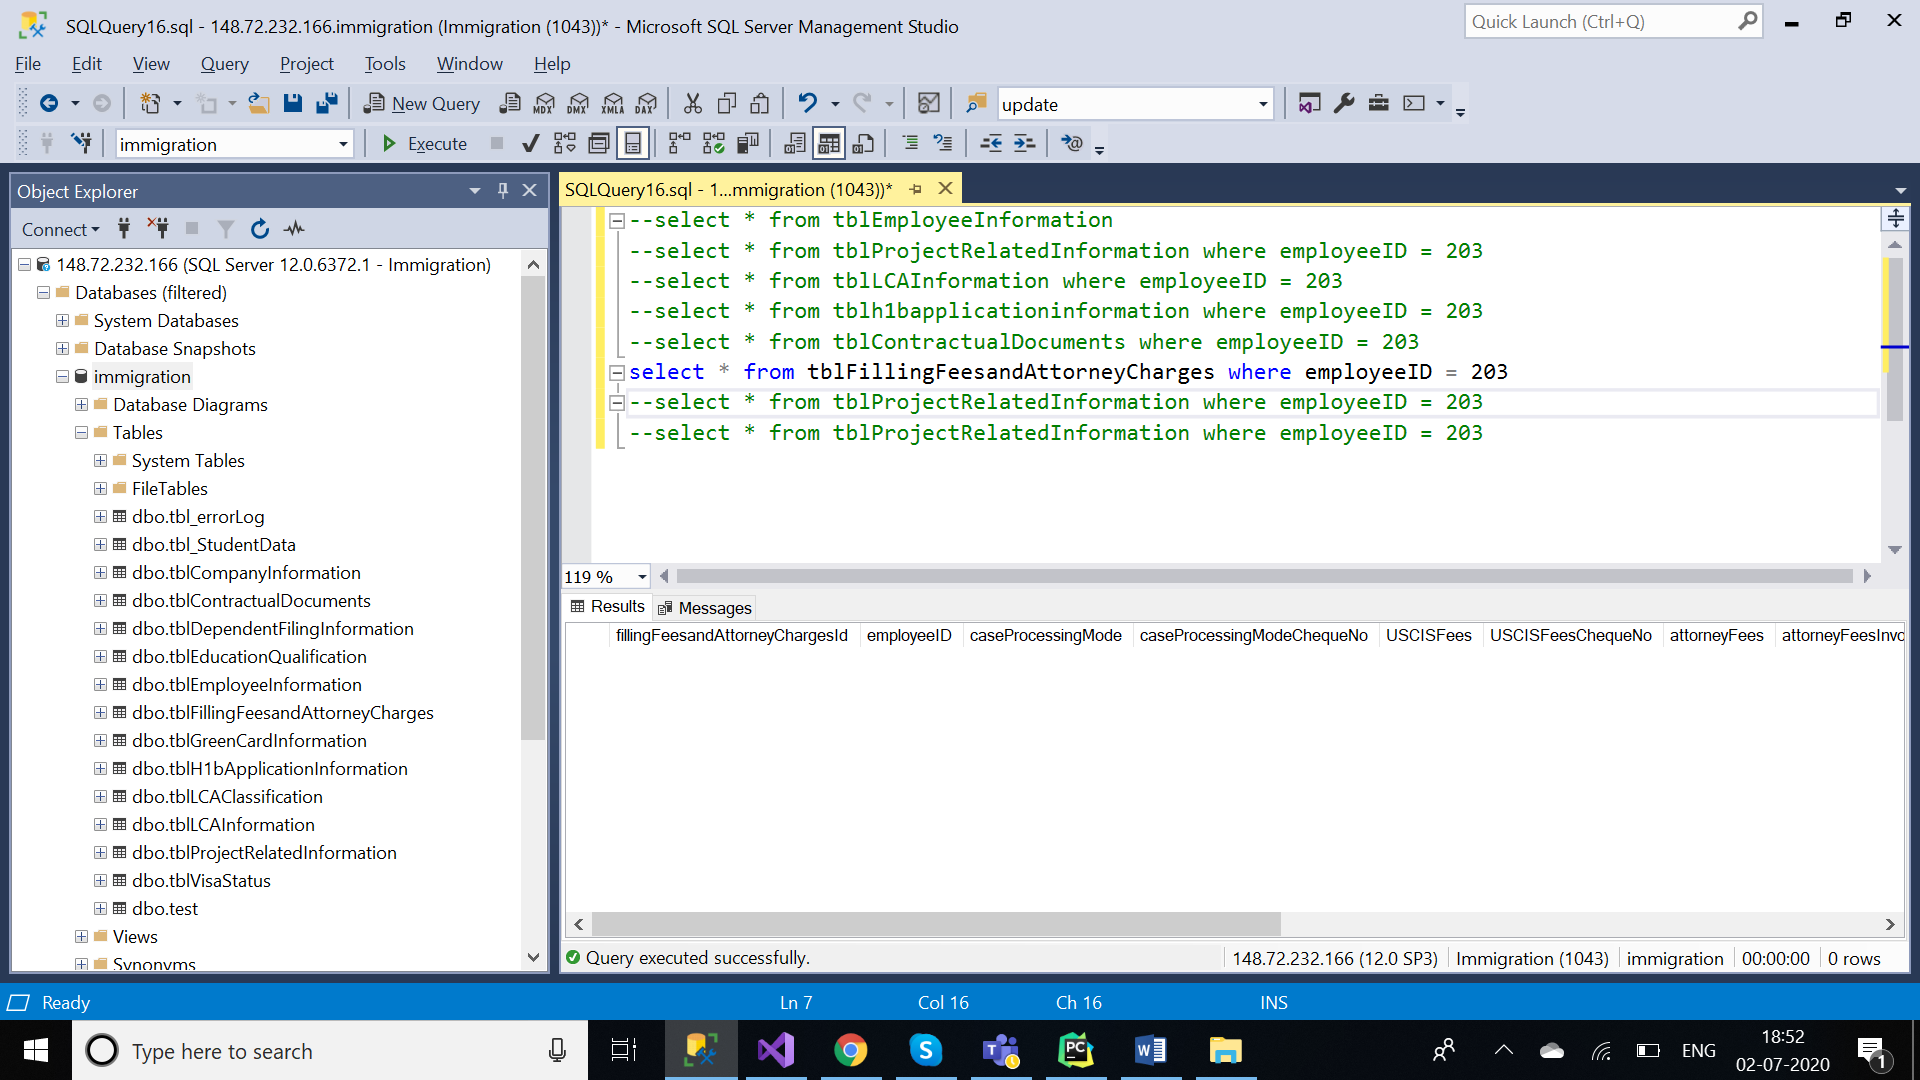 SQLQuery16.sql - 148.72.232.166.immigration (Immigration (1043))* - Microsoft SQL Server Management Studio
Quick Launch (Ctrl+Q)
File Edit View Query Project Tools Window Help
New Query MDX DMX XMLA DAX update
immigration Execute
Object Explorer
Connect
148.72.232.166 (SQL Server 12.0.6372.1 - Immigration)
Databases (filtered)
System Databases
Database Snapshots
immigration
Database Diagrams
Tables
System Tables
FileTables
dbo.tbl_errorLog
dbo.tbl_StudentData
dbo.tblCompanyInformation
dbo.tblContractualDocuments
dbo.tblDependentFilingInformation
dbo.tblEducationQualification
dbo.tblEmployeeInformation
dbo.tblFillingFeesandAttorneyCharges
dbo.tblGreenCardInformation
dbo.tblH1bApplicationInformation
dbo.tblLCAClassification
dbo.tblLCAInformation
dbo.tblProjectRelatedInformation
dbo.tblVisaStatus
dbo.test
Views
Synonyms
SQLQuery16.sql - 1...mmigration (1043))*
--select * from tblEmployeeInformation
--select * from tblProjectRelatedInformation where employeeID = 203
--select * from tblLCAInformation where employeeID = 203
--select * from tblh1bapplicationinformation where employeeID = 203
--select * from tblContractualDocuments where employeeID = 203
select * from tblFillingFeesandAttorneyCharges where employeeID = 203
--select * from tblProjectRelatedInformation where employeeID = 203
--select * from tblProjectRelatedInformation where employeeID = 203
119 %
Results Messages
fillingFeesandAttorneyChargesId employeeID caseProcessingMode caseProcessingModeChequeNo USCISFees USCISFeesChequeNo attorneyFees attorneyFeesInvo
Query executed successfully. 148.72.232.166 (12.0 SP3) Immigration (1043) immigration 00:00:00 0 rows
Ready Ln 7 Col 16 Ch 16 INS
Type here to search
ENG
18:52
02-07-2020
1